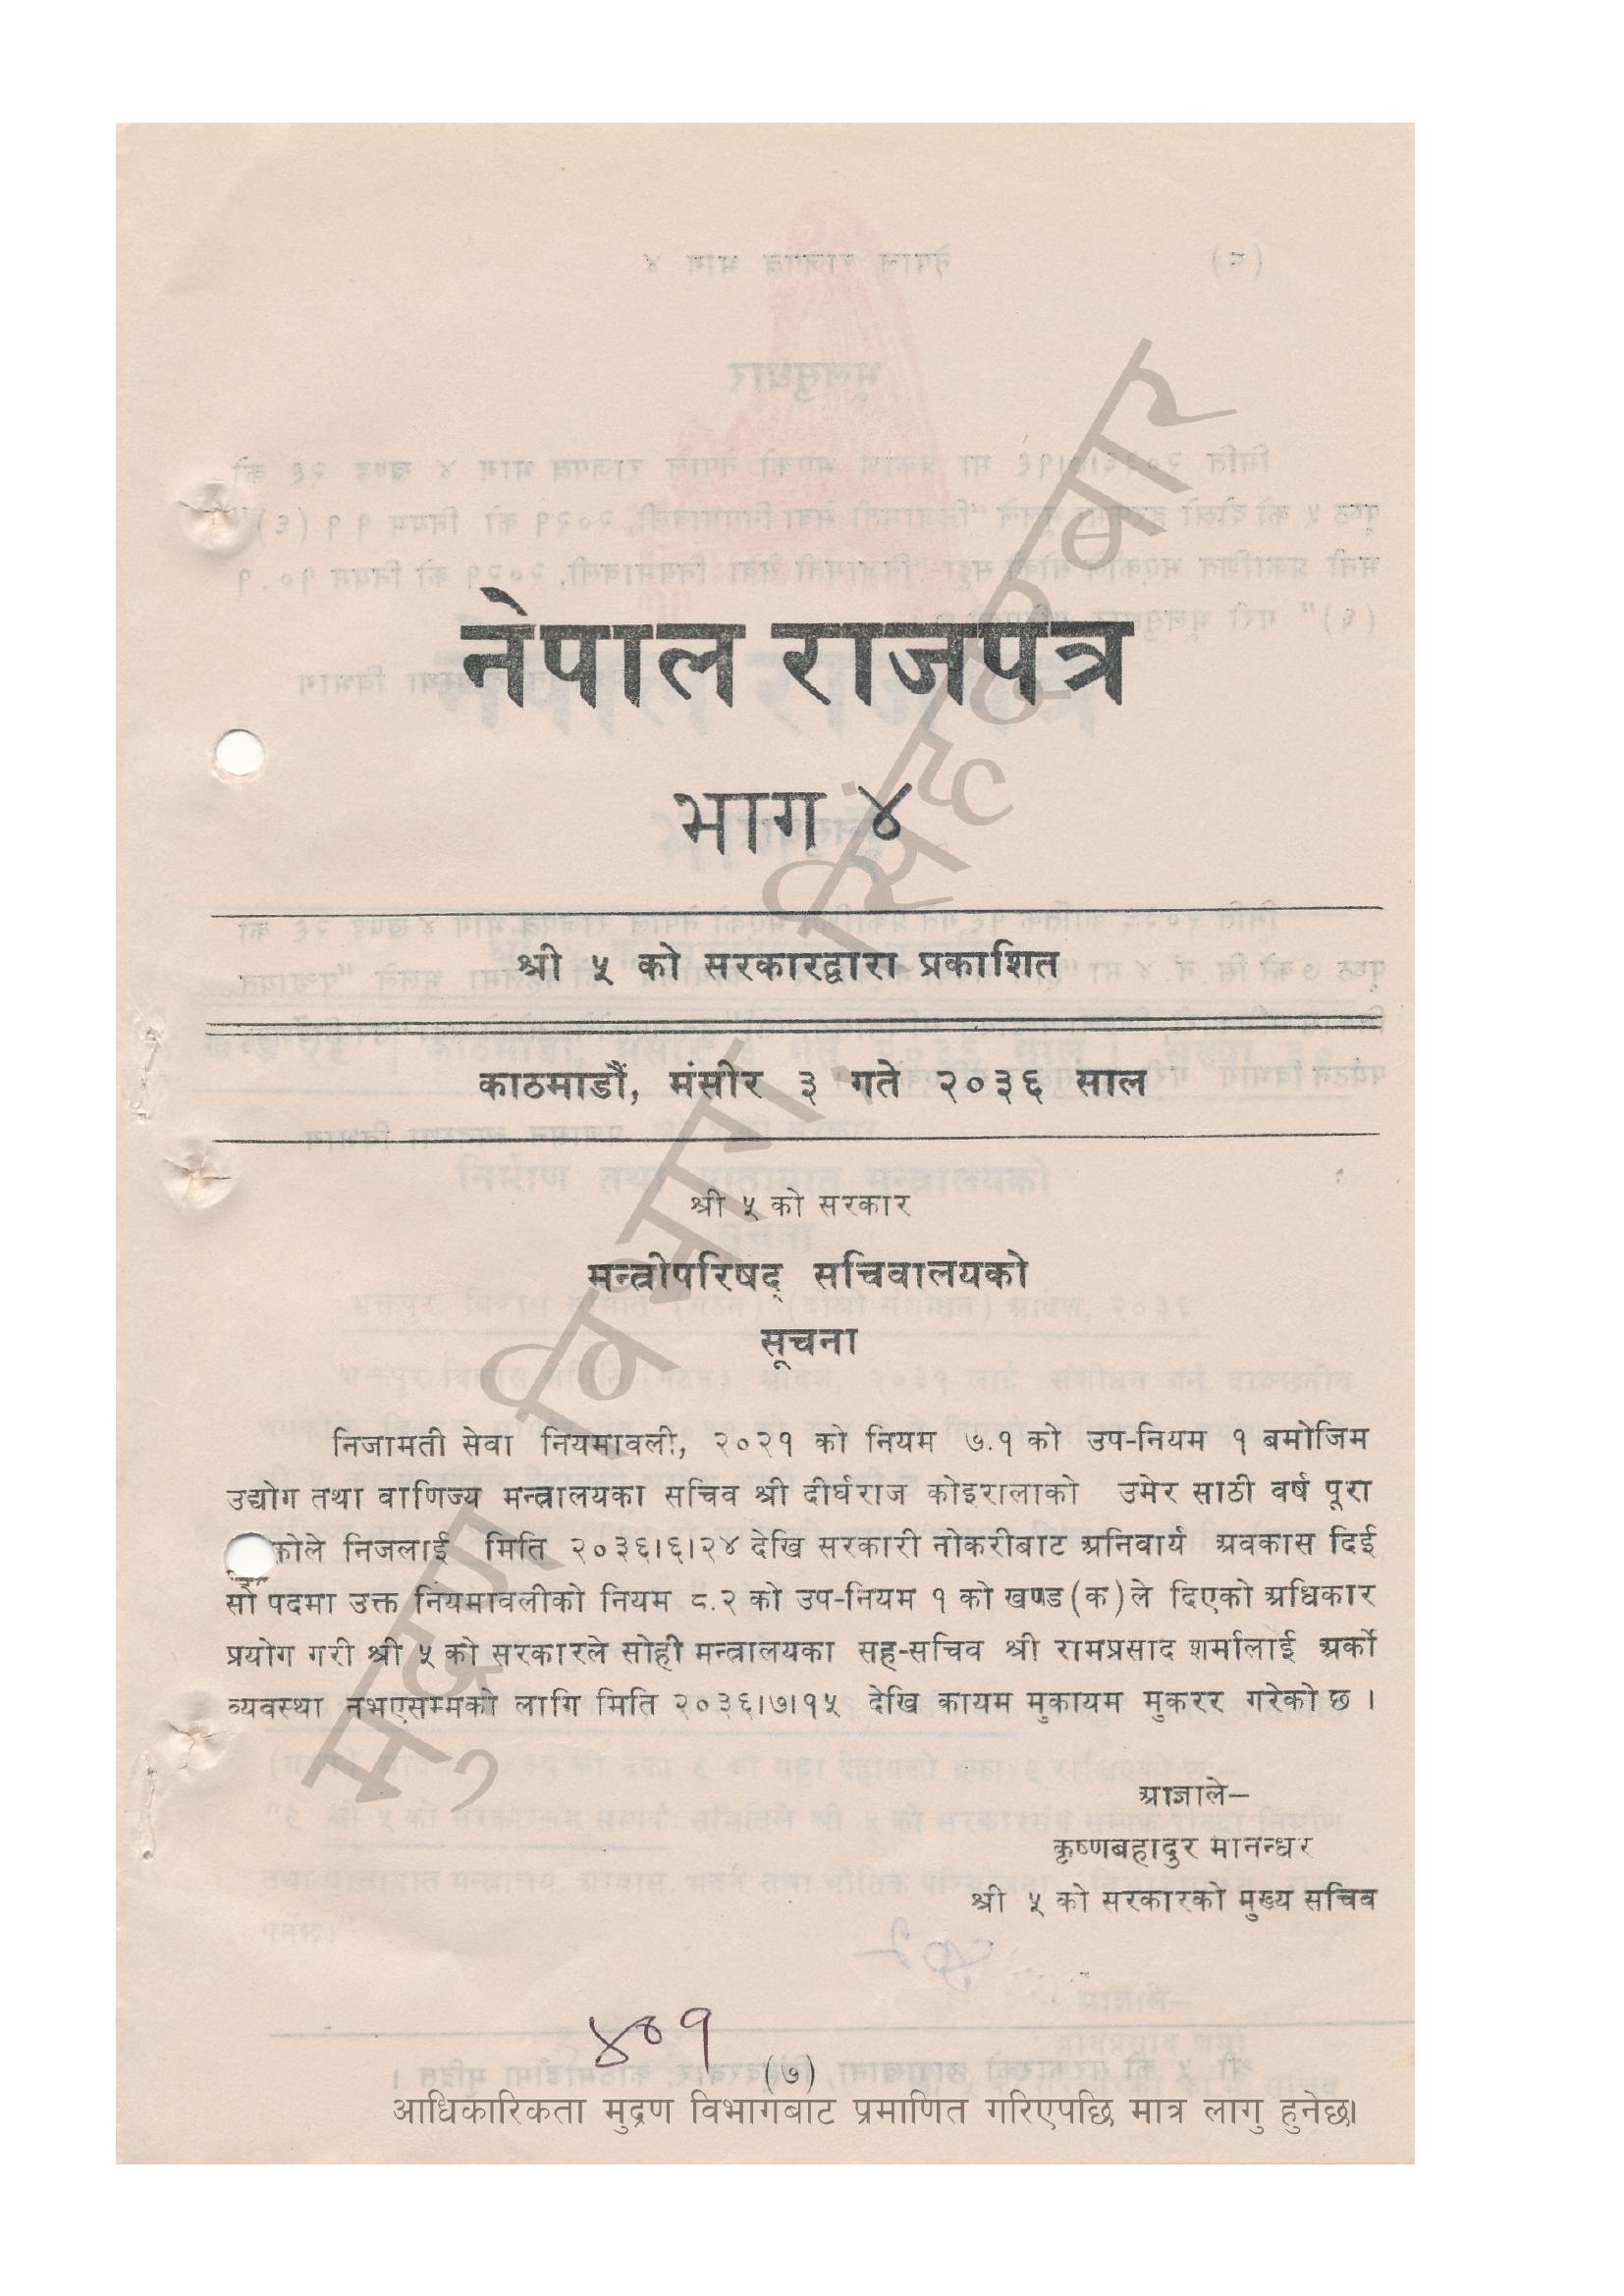 नेपाल राजपत्र
भाग ४
श्री ५ को सरकारद्वारा प्रकाशित
काठमाडौं, मंसीर ३ गते २०३६ साल
श्री ५ को सरकार
मन्त्रीपरिषद् सचिवालयको
सूचना
निजामती सेवा नियमावली, २०२१ को नियम ७.१ को उप-नियम १ बमोजिम
उद्योग तथा वाणिज्य मन्त्रालयका सचिव श्री दीर्घराज कोइरालाको उमेर साठी वर्ष पूरा
कोले निजलाई मिति २०३६।६।२४ देखि सरकारी नोकरीबाट अनिवार्य अवकास दिई
सो पदमा उक्त नियमावलीको नियम ८.२ को उप-नियम १ को खण्ड (क) ले दिएको अधिकार
प्रयोग गरी श्री ५ को सरकारले सोही मन्त्रालयका सह-सचिव श्री रामप्रसाद शर्मालाई अर्को
व्यवस्था नभएसम्मको लागि मिति २०३६।७।१५ देखि कायम मुकायम मुकरर गरेको छ ।
आज्ञाले–
कृष्णबहादुर मानन्धर
श्री ५ को सरकारको मुख्य सचिव
४०१
(७)
आधिकारिकता मुद्रण विभागबाट प्रमाणित गरिएपछि मात्र लागु हुनेछ।
मुद्रण विभाग, सिंहदरबार